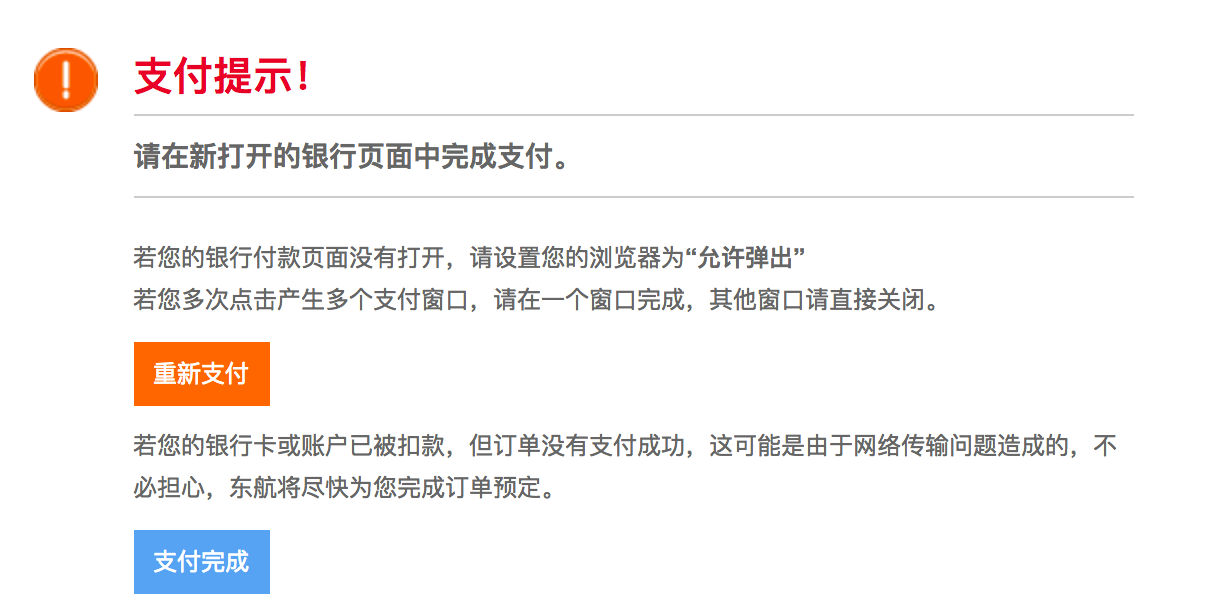 支付提示！
请在新打开的银行页面中完成支付。
若您的银行付款页面没有打开，请设置您的浏览器为“允许弹出”
若您多次点击产生多个支付窗口，请在一个窗口完成，其他窗口请直接关闭。
重新支付
若您的银行卡或账户已被扣款，但订单没有支付成功，这可能是由于网络传输问题造成的，不
必担心，东航将尽快为您完成订单预定。
支付完成